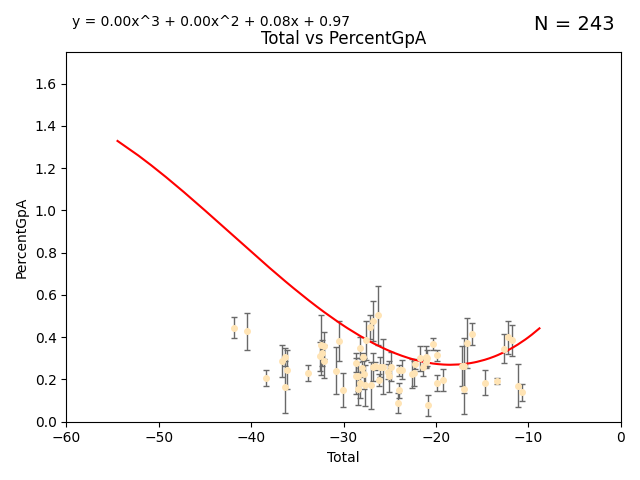 y = 0.00x^3 + 0.00x^2 + 0.08x + 0.97
N = 243
Total vs PercentGpA
PercentGpA
1.6
1.4
1.2
1.0
0.8
0.6
0.4
0.2
0.0
−60 −50 −40 −30 −20 −10 0
Total